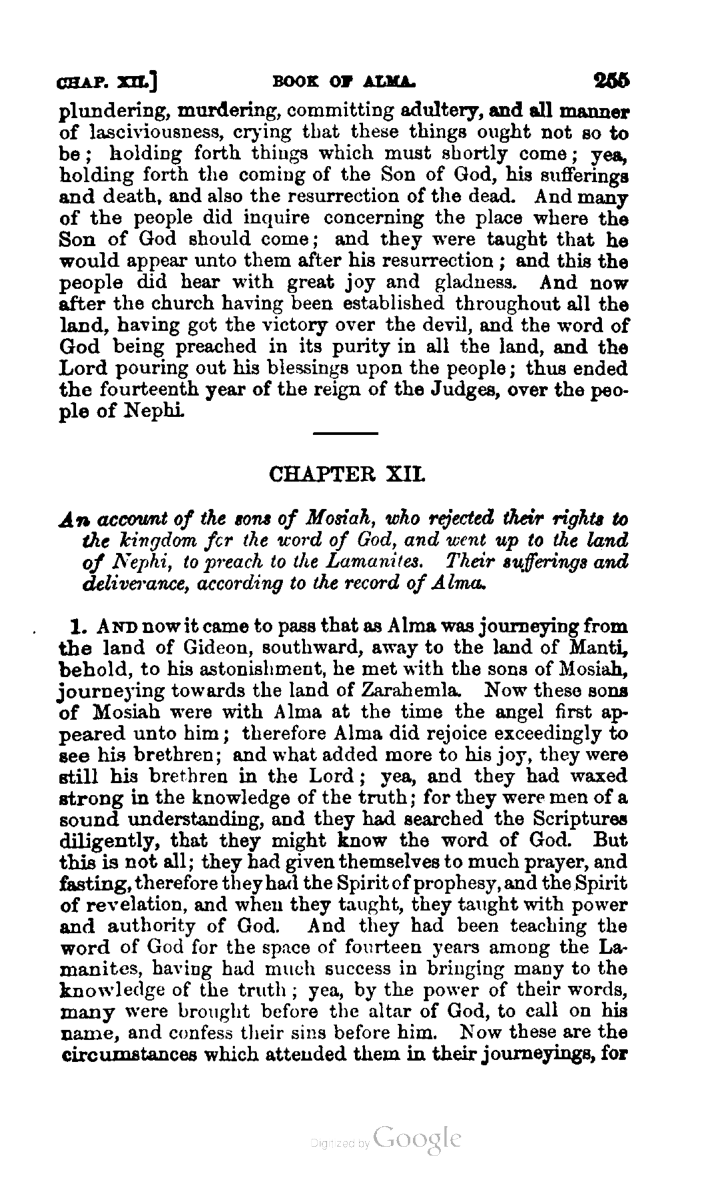 CHAP. XII.] BOOK OF ALMA. 255
plundering, murdering, committing adultery, and all manner
of lasciviousness, crying that these things ought not so to
be; holding forth things which must shortly come; yea,
holding forth the coming of the Son of God, his sufferings
and death, and also the resurrection of the dead. And many
of the people did inquire concerning the place where the
Son of God should come; and they were taught that he
would appear unto them after his resurrection; and this the
people did hear with great joy and gladness. And now
after the church having been established throughout all the
land, having got the victory over the devil, and the word of
God being preached in its purity in all the land, and the
Lord pouring out his blessings upon the people; thus ended
the fourteenth year of the reign of the Judges, over the peo-
ple of Nephi.
CHAPTER XII.
An account of the sons of Mosiah, who rejected their rights to
the kingdom for the word of God, and went up to the land
of Nephi, to preach to the Lamanites. Their sufferings and
deliverance, according to the record of Alma.
1. AND now it came to pass that as Alma was journeying from
the land of Gideon, southward, away to the land of Manti,
behold, to his astonishment, he met with the sons of Mosiah,
journeying towards the land of Zarahemla. Now these sons
of Mosiah were with Alma at the time the angel first ap-
peared unto him; therefore Alma did rejoice exceedingly to
see his brethren; and what added more to his joy, they were
still his brethren in the Lord; yea, and they had waxed
strong in the knowledge of the truth; for they were men of a
sound understanding, and they had searched the Scriptures
diligently, that they might know the word of God. But
this is not all; they had given themselves to much prayer, and
fasting, therefore they had the Spirit of prophesy, and the Spirit
of revelation, and when they taught, they taught with power
and authority of God. And they had been teaching the
word of God for the space of fourteen years among the La-
manites, having had much success in bringing many to the
knowledge of the truth; yea, by the power of their words,
many were brought before the altar of God, to call on his
name, and confess their sins before him. Now these are the
circumstances which attended them in their journeyings, for
Digitized by Google